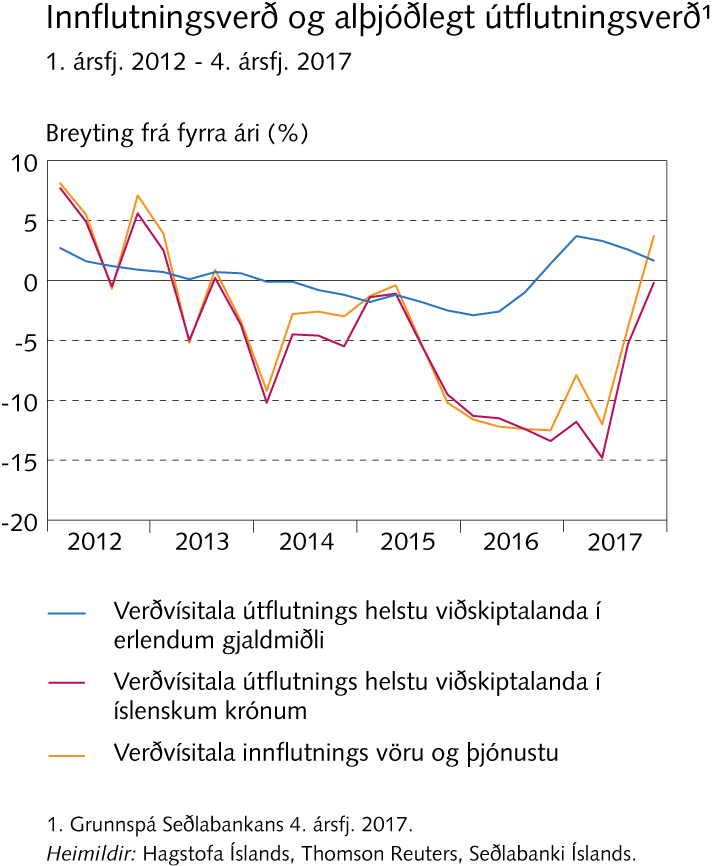 Innflutningsverð og alþjóðlegt útflutningsverð¹
1. ársfj. 2012 - 4. ársfj. 2017
Breyting frá fyrra ári (%)
10
5
0
-5
-10
-15
-20
2012 2013 2014 2015 2016 2017
Verðvísitala útflutnings helstu viðskiptalanda í
erlendum gjaldmiðli
Verðvísitala útflutnings helstu viðskiptalanda í
íslenskum krónum
Verðvísitala innflutnings vöru og þjónustu
1. Grunnspá Seðlabankans 4. ársfj. 2017.
Heimildir: Hagstofa Íslands, Thomson Reuters, Seðlabanki Íslands.